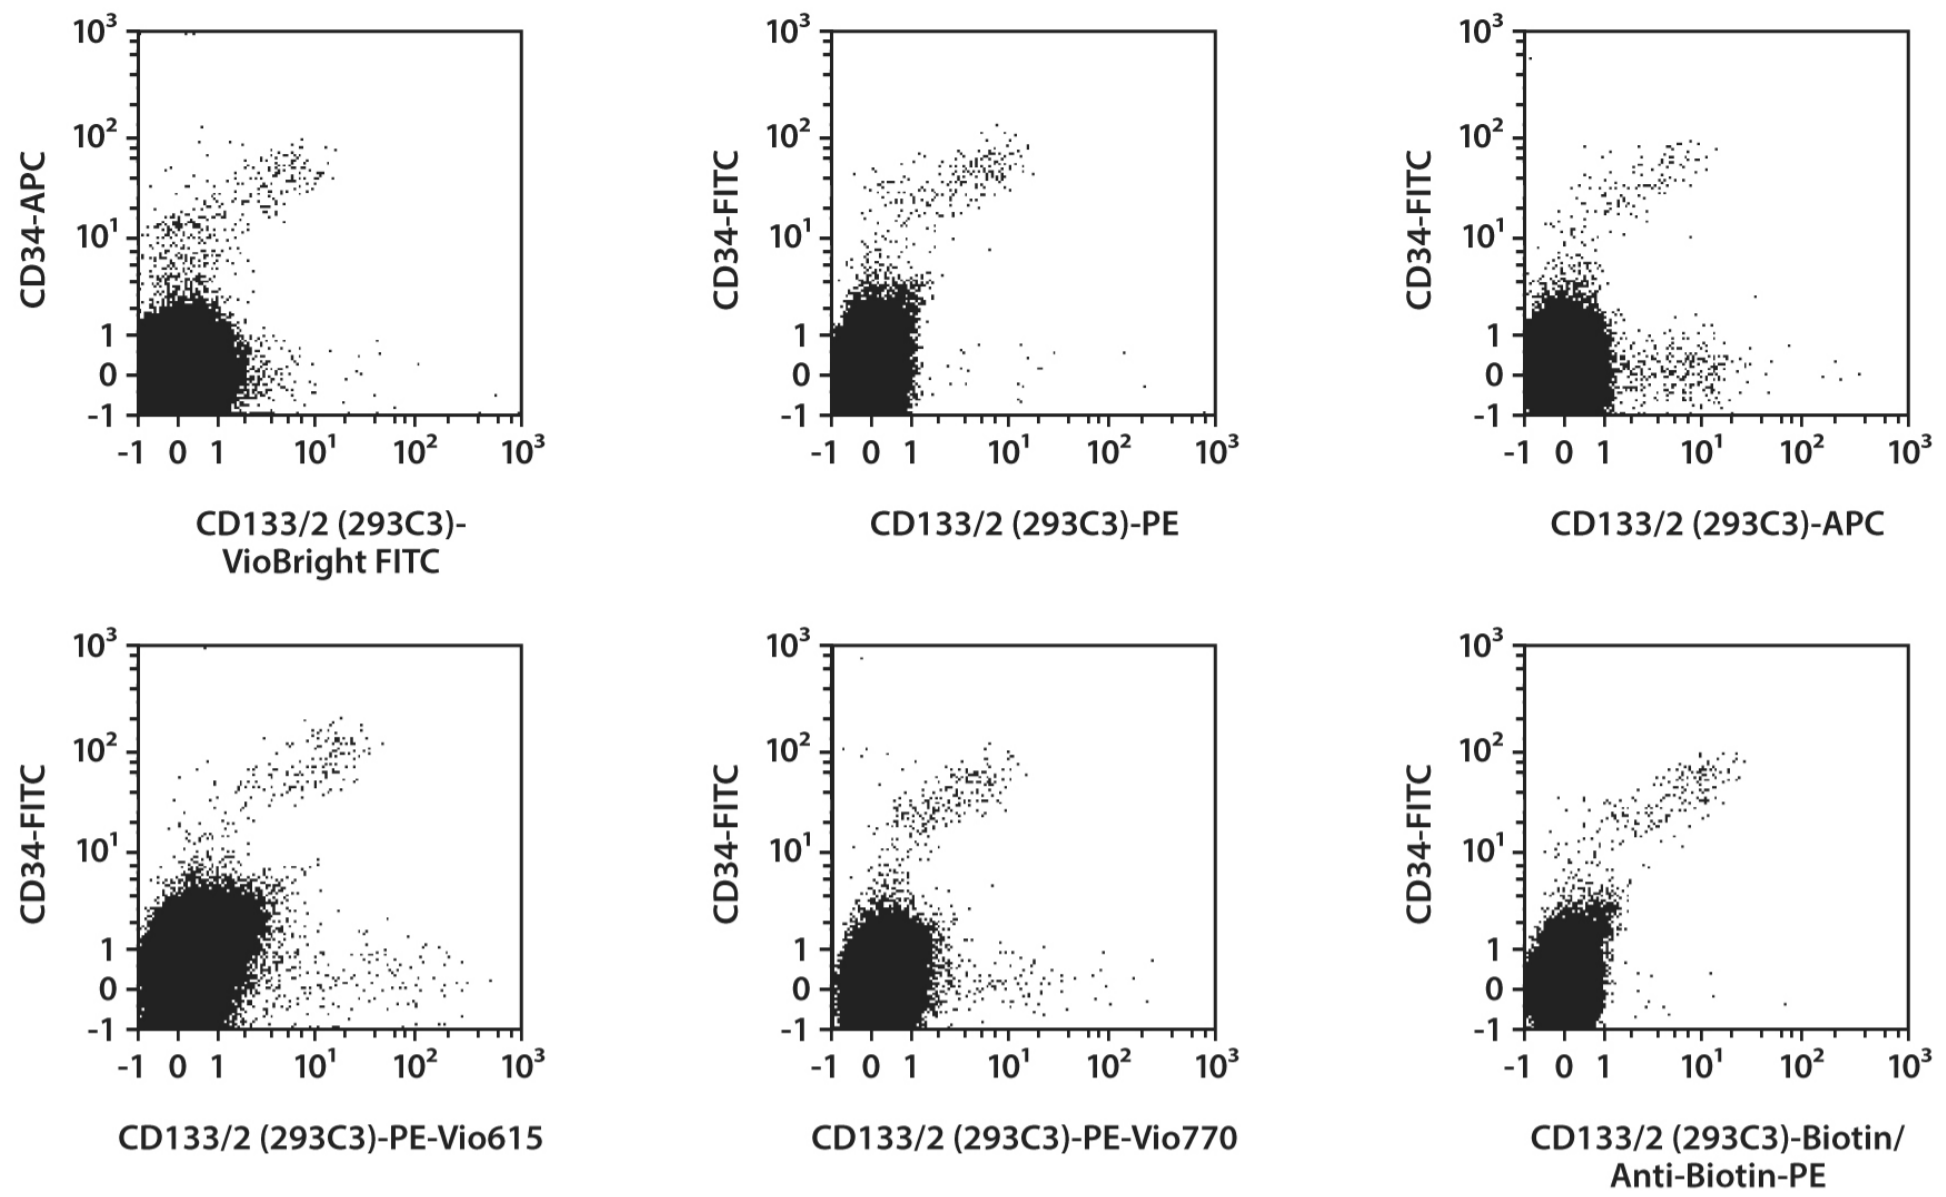 CD34-APC
10³
10²
10¹
1
0
-1
-1 0 1 10¹ 10² 10³
CD133/2 (293C3)-
VioBright FITC
CD34-FITC
10³
10²
10¹
1
0
-1
-1 0 1 10¹ 10² 10³
CD133/2 (293C3)-PE
CD34-FITC
10³
10²
10¹
1
0
-1
-1 0 1 10¹ 10² 10³
CD133/2 (293C3)-APC
CD34-FITC
10³
10²
10¹
1
0
-1
-1 0 1 10¹ 10² 10³
CD133/2 (293C3)-PE-Vio615
CD34-FITC
10³
10²
10¹
1
0
-1
-1 0 1 10¹ 10² 10³
CD133/2 (293C3)-PE-Vio770
CD34-FITC
10³
10²
10¹
1
0
-1
-1 0 1 10¹ 10² 10³
CD133/2 (293C3)-Biotin/
Anti-Biotin-PE